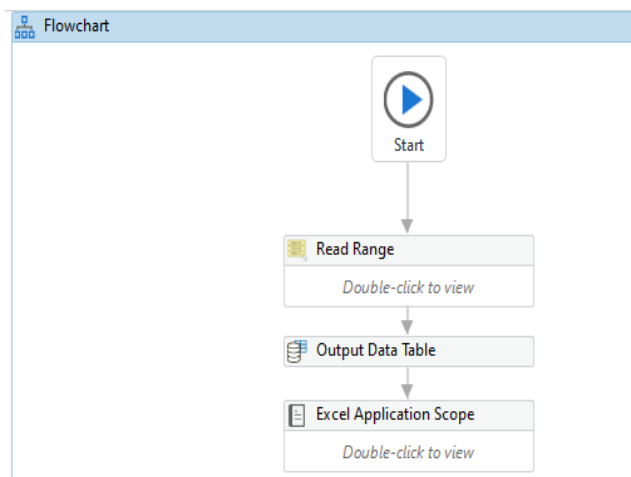 Flowchart
Start
Read Range
Double-click to view
Output Data Table
Excel Application Scope
Double-click to view